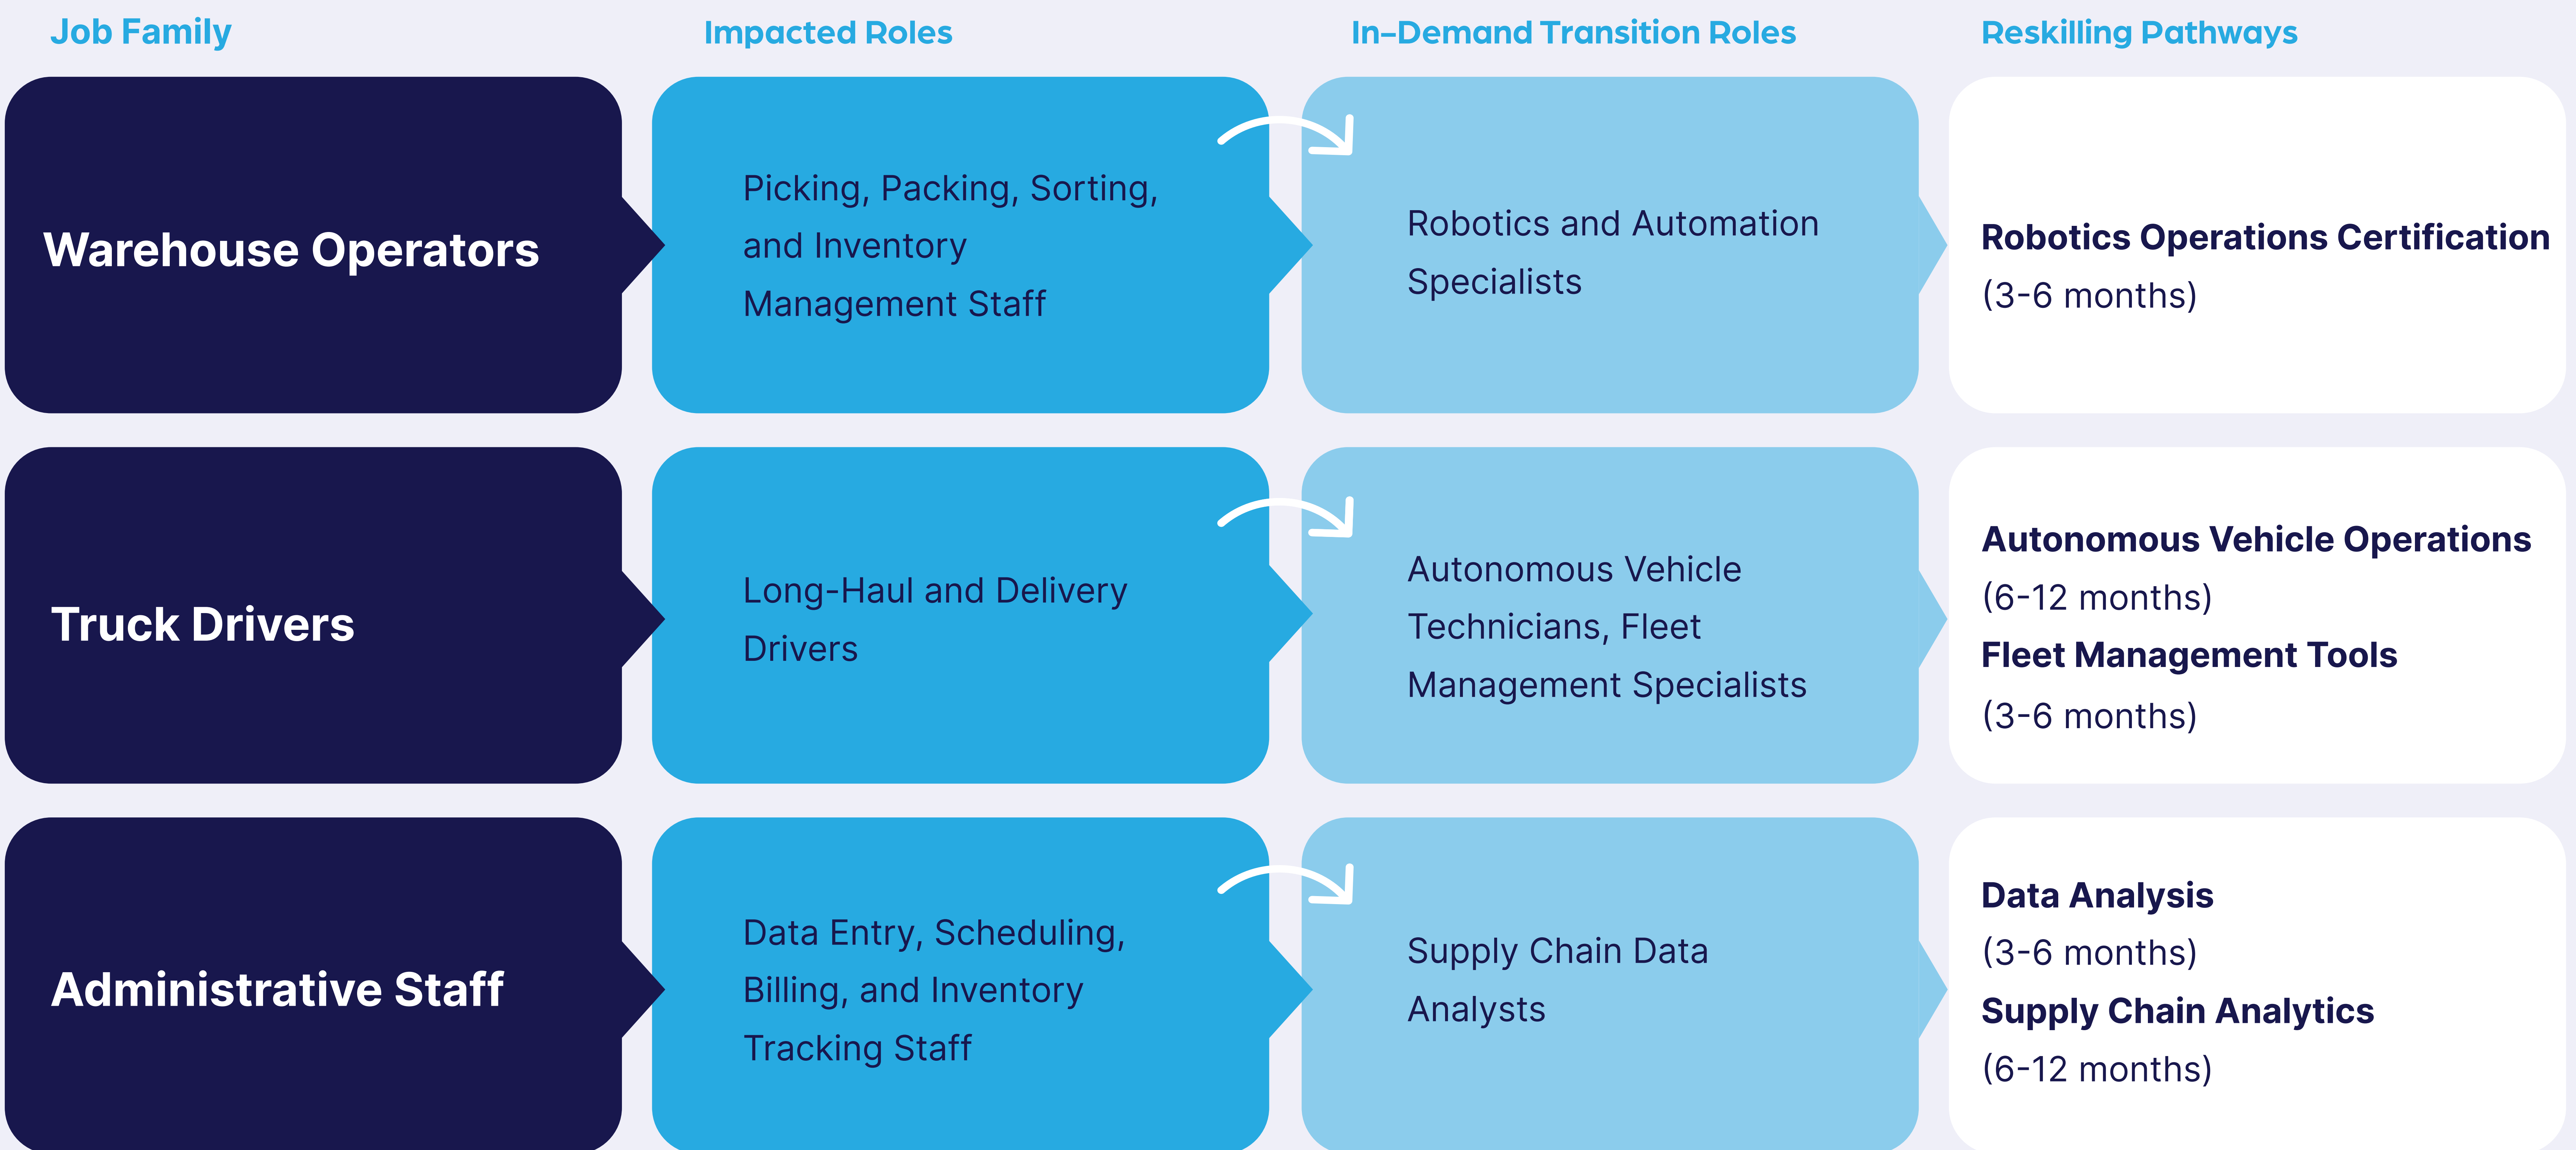 Job Family
Impacted Roles
In-Demand Transition Roles
Reskilling Pathways
Warehouse Operators
Picking, Packing, Sorting,
and Inventory
Management Staff
Robotics and Automation
Specialists
Robotics Operations Certification
(3-6 months)
Truck Drivers
Long-Haul and Delivery
Drivers
Autonomous Vehicle
Technicians, Fleet
Management Specialists
Autonomous Vehicle Operations
(6-12 months)
Fleet Management Tools
(3-6 months)
Administrative Staff
Data Entry, Scheduling,
Billing, and Inventory
Tracking Staff
Supply Chain Data
Analysts
Data Analysis
(3-6 months)
Supply Chain Analytics
(6-12 months)